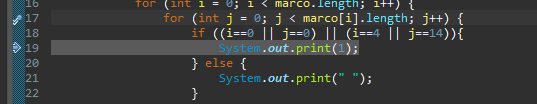 16 for (int i = 0; i < marco.length; i++) {
17 for (int j = 0; j < marco[i].length; j++) {
18 if ((i==0 || j==0) || (i==4 || j==14)){
19 System.out.print(1);
20 } else {
21 System.out.print(" ");
22 }